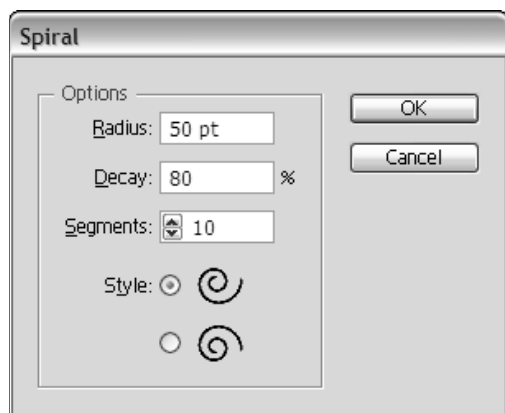 Spiral
Options
Radius: 50 pt
Decay: 80 %
Segments: 10
Style:
OK
Cancel